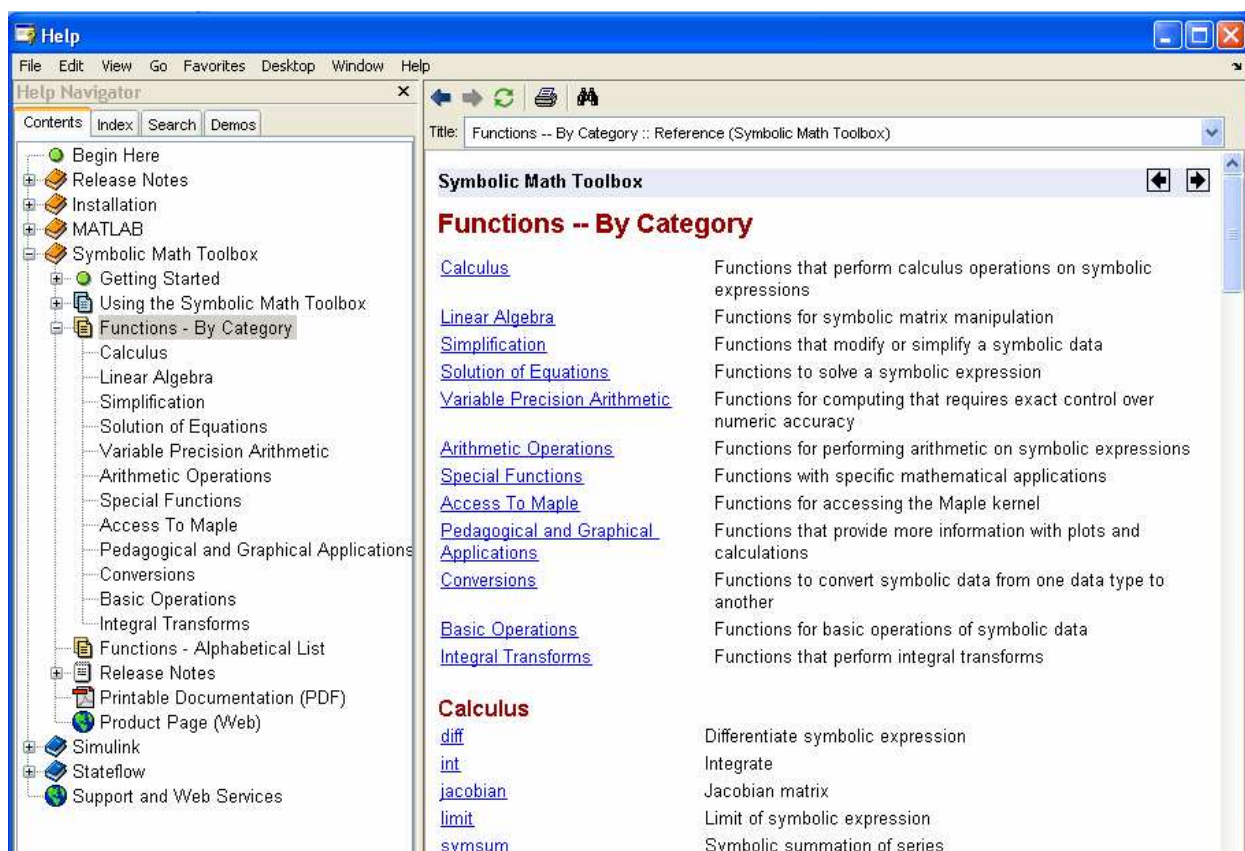 Help
File Edit View Go Favorites Desktop Window Help
Help Navigator
Contents Index Search Demos
Begin Here
Release Notes
Installation
MATLAB
Symbolic Math Toolbox
Getting Started
Using the Symbolic Math Toolbox
Functions - By Category
Calculus
Linear Algebra
Simplification
Solution of Equations
Variable Precision Arithmetic
Arithmetic Operations
Special Functions
Access To Maple
Pedagogical and Graphical Applications
Conversions
Basic Operations
Integral Transforms
Functions - Alphabetical List
Release Notes
Printable Documentation (PDF)
Product Page (Web)
Simulink
Stateflow
Support and Web Services
Title: Functions -- By Category :: Reference (Symbolic Math Toolbox)
Symbolic Math Toolbox
Functions -- By Category
Calculus Functions that perform calculus operations on symbolic
expressions
Linear Algebra Functions for symbolic matrix manipulation
Simplification Functions that modify or simplify a symbolic data
Solution of Equations Functions to solve a symbolic expression
Variable Precision Arithmetic Functions for computing that requires exact control over
numeric accuracy
Arithmetic Operations Functions for performing arithmetic on symbolic expressions
Special Functions Functions with specific mathematical applications
Access To Maple Functions for accessing the Maple kernel
Pedagogical and Graphical Functions that provide more information with plots and
Applications calculations
Conversions Functions to convert symbolic data from one data type to
another
Basic Operations Functions for basic operations of symbolic data
Integral Transforms Functions that perform integral transforms
Calculus
diff Differentiate symbolic expression
int Integrate
jacobian Jacobian matrix
limit Limit of symbolic expression
symsum Symbolic summation of series